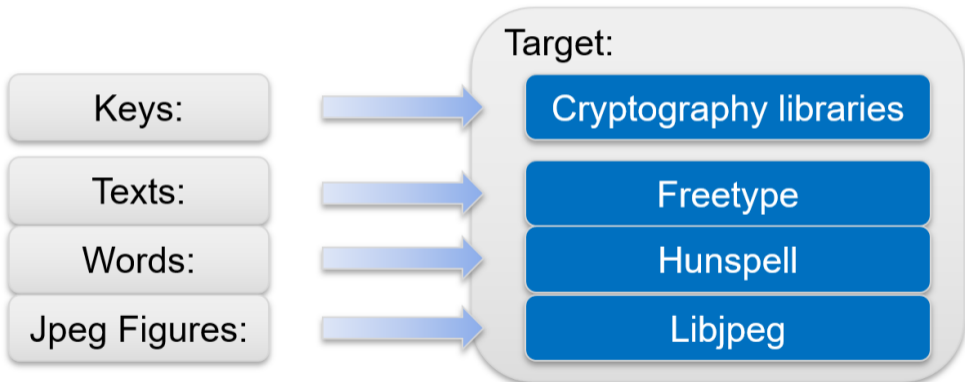 Target:
Keys:
Cryptography libraries
Texts:
Freetype
Words:
Hunspell
Jpeg Figures:
Libjpeg